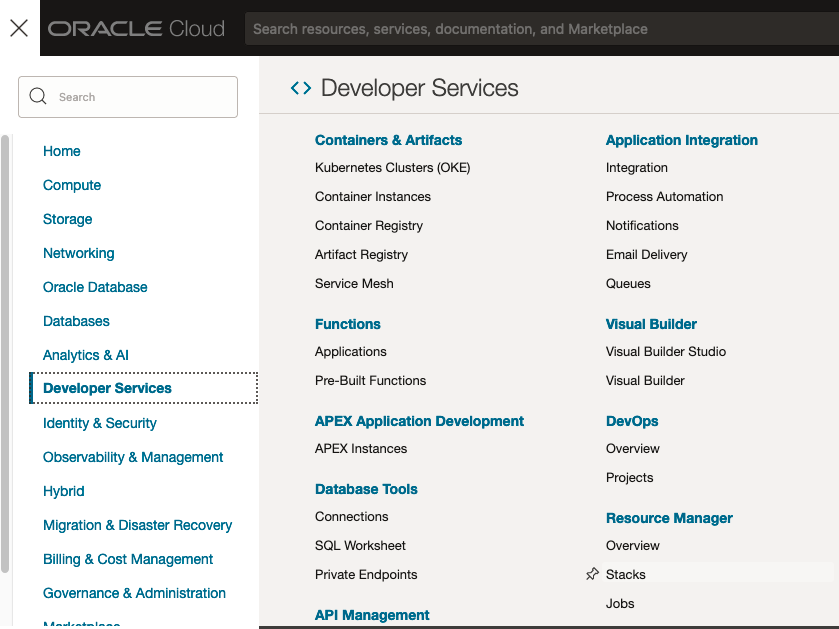 ORACLE Cloud
Search resources, services, documentation, and Marketplace
Search
Home
Compute
Storage
Networking
Oracle Database
Databases
Analytics & AI
Developer Services
Identity & Security
Observability & Management
Hybrid
Migration & Disaster Recovery
Billing & Cost Management
Governance & Administration
Marketplace
Developer Services
Containers & Artifacts
Kubernetes Clusters (OKE)
Container Instances
Container Registry
Artifact Registry
Service Mesh
Functions
Applications
Pre-Built Functions
APEX Application Development
APEX Instances
Database Tools
Connections
SQL Worksheet
Private Endpoints
API Management
Application Integration
Integration
Process Automation
Notifications
Email Delivery
Queues
Visual Builder
Visual Builder Studio
Visual Builder
DevOps
Overview
Projects
Resource Manager
Overview
Stacks
Jobs